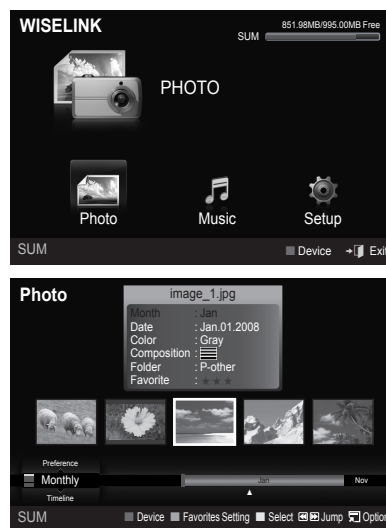 WISELINK
851.98MB/995.00MB Free
SUM
PHOTO
Photo Music Setup
SUM Device Exit
Photo
image_1.jpg
Month : Jan
Date : Jan.01.2008
Color : Gray
Composition :
Folder : P-other
Favorite : ★★★
Preference
Monthly
Jan Nov
Timeline
SUM Device Favorites Setting Select Jump Option